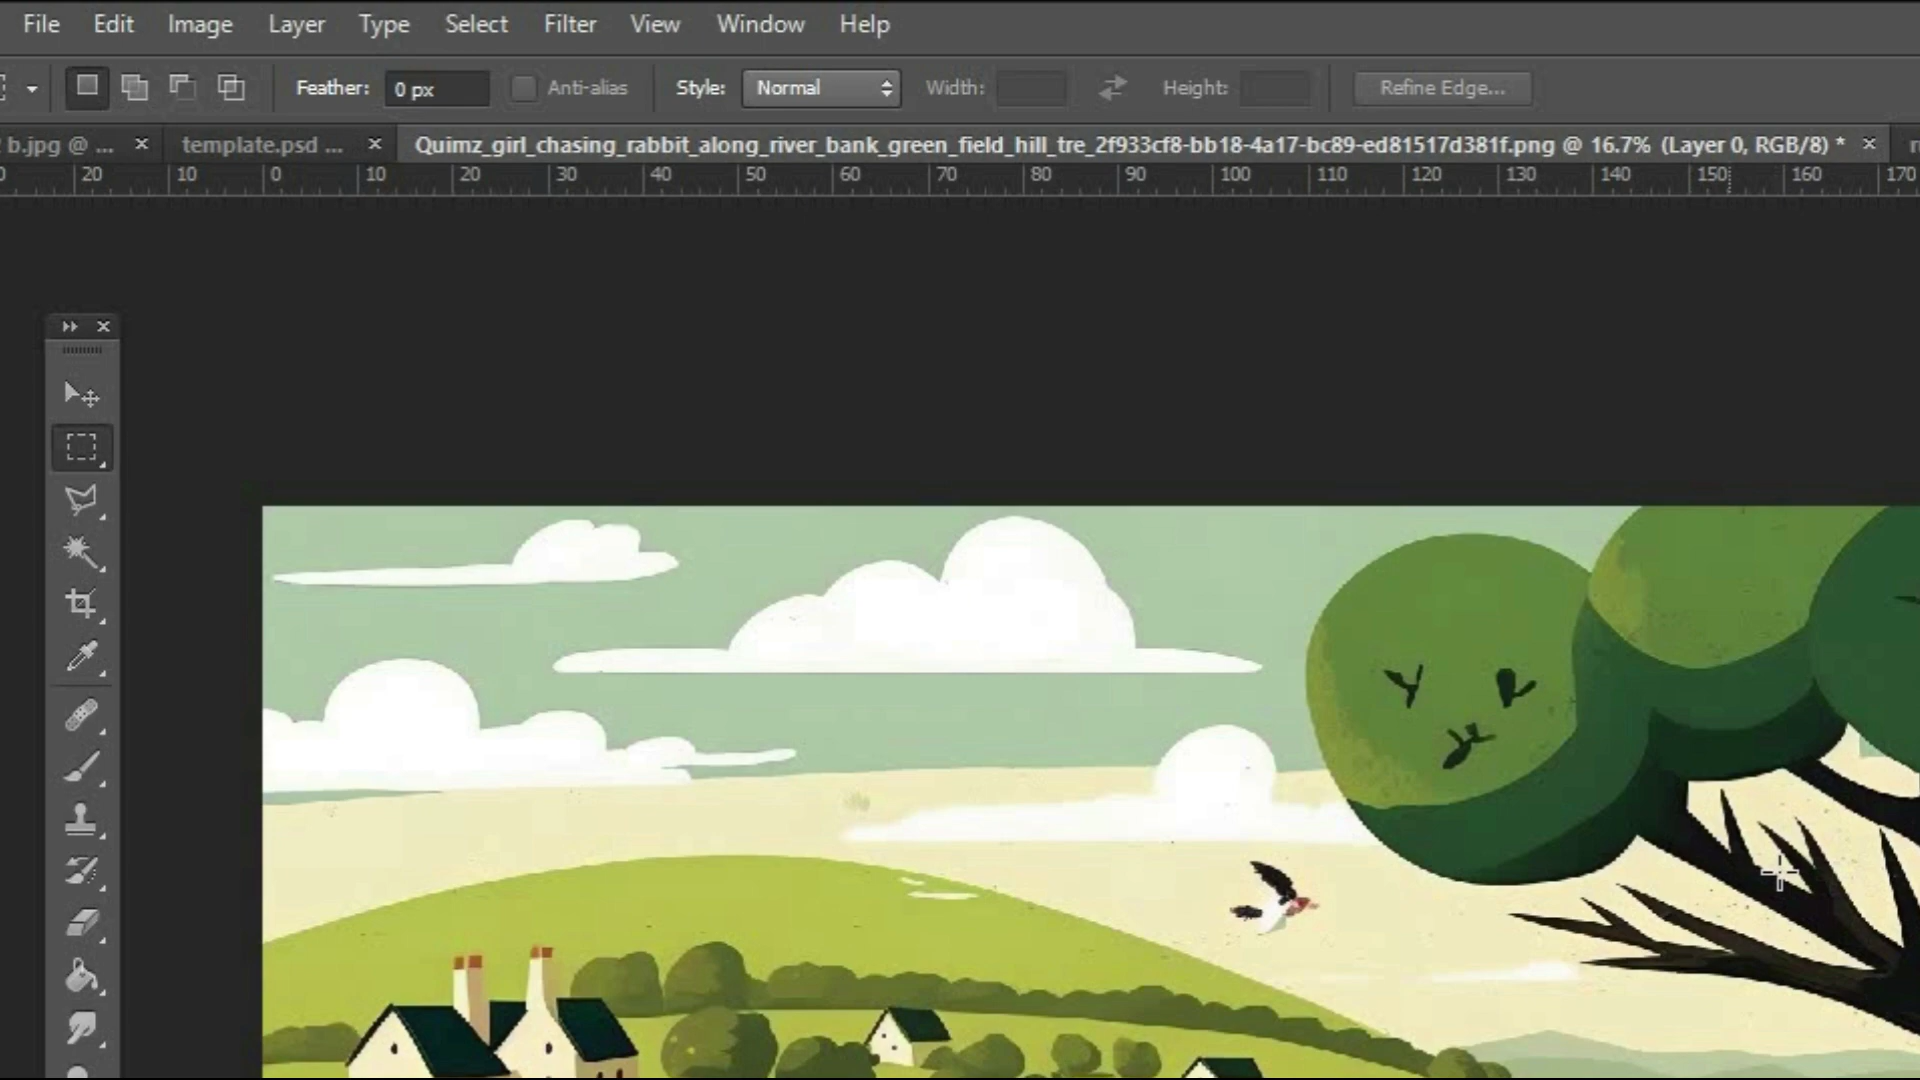 File Edit Image Layer Type Select Filter View Window Help
Feather: 0 px Anti-alias Style: Normal Width: Height: Refine Edge...
b.jpg @ ... × template.psd ... × Quimz_girl_chasing_rabbit_along_river_bank_green_field_hill_tre_2f933cf8-bb18-4a17-bc89-ed81517d381f.png @ 16.7% (Layer 0, RGB/8) * ×
0 20 10 0 10 20 30 40 50 60 70 80 90 100 110 120 130 140 150 160 170